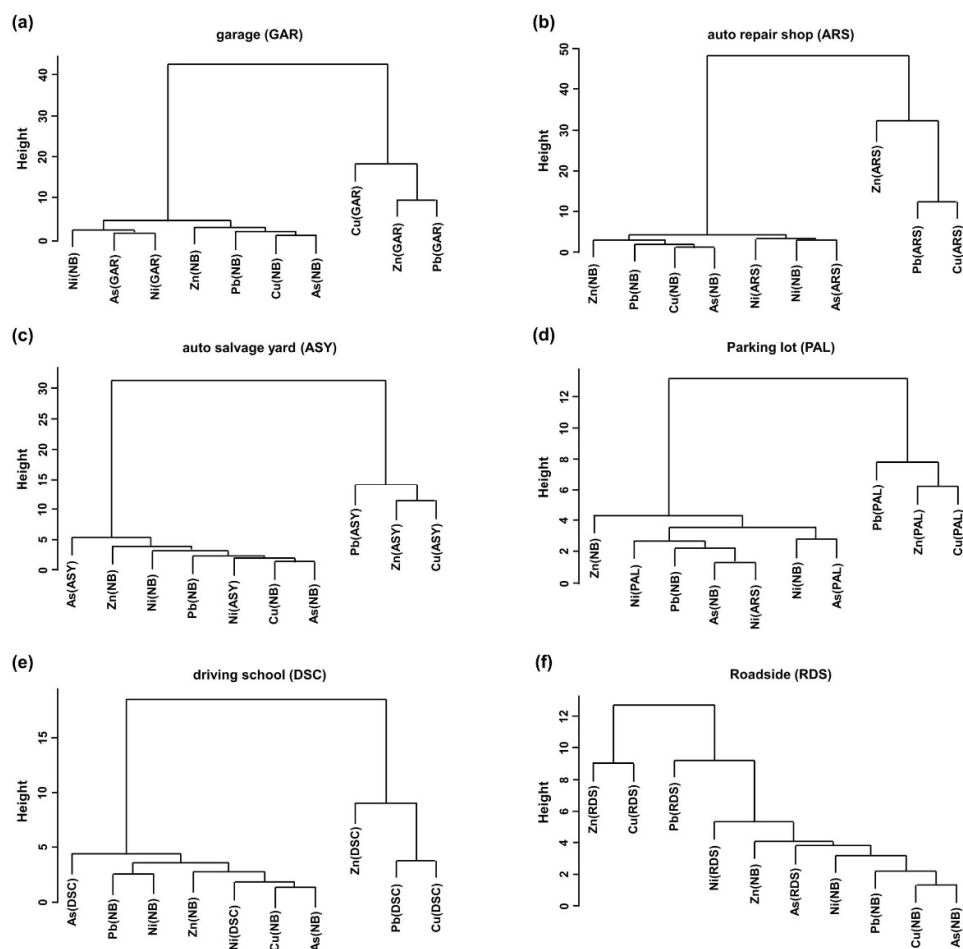 (a)
garage (GAR)
Height
40
30
20
10
0
Ni(NB)
As(GAR)
Ni(GAR)
Zn(NB)
Pb(NB)
Cu(NB)
As(NB)
Cu(GAR)
Zn(GAR)
Pb(GAR)
(b)
auto repair shop (ARS)
Height
50
40
30
20
10
0
Zn(NB)
Pb(NB)
Cu(NB)
As(NB)
Ni(ARS)
Ni(NB)
As(ARS)
Zn(ARS)
Pb(ARS)
Cu(ARS)
(c)
auto salvage yard (ASY)
Height
30
25
20
15
10
5
0
As(ASY)
Zn(NB)
Ni(NB)
Pb(NB)
Ni(ASY)
Cu(NB)
As(NB)
Pb(ASY)
Zn(ASY)
Cu(ASY)
(d)
Parking lot (PAL)
Height
12
10
8
6
4
2
0
Zn(NB)
Ni(PAL)
Pb(NB)
As(NB)
Ni(ARS)
Ni(NB)
As(PAL)
Pb(PAL)
Zn(PAL)
Cu(PAL)
(e)
driving school (DSC)
Height
15
10
5
0
As(DSC)
Pb(NB)
Ni(NB)
Zn(NB)
Ni(DSC)
Cu(NB)
As(NB)
Zn(DSC)
Pb(DSC)
Cu(DSC)
(f)
Roadside (RDS)
Height
12
10
8
6
4
2
0
Zn(RDS)
Cu(RDS)
Pb(RDS)
Ni(RDS)
Zn(NB)
As(RDS)
Ni(NB)
Pb(NB)
Cu(NB)
As(NB)